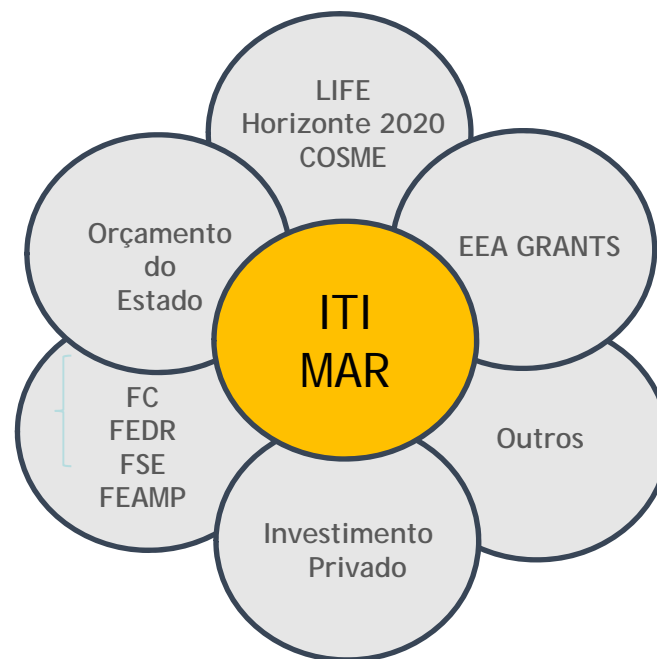 LIFE
Horizonte 2020
COSME
Orçamento
do
Estado
EEA GRANTS
ITI
MAR
FC
FEDR
FSE
FEAMP
Outros
Investimento
Privado